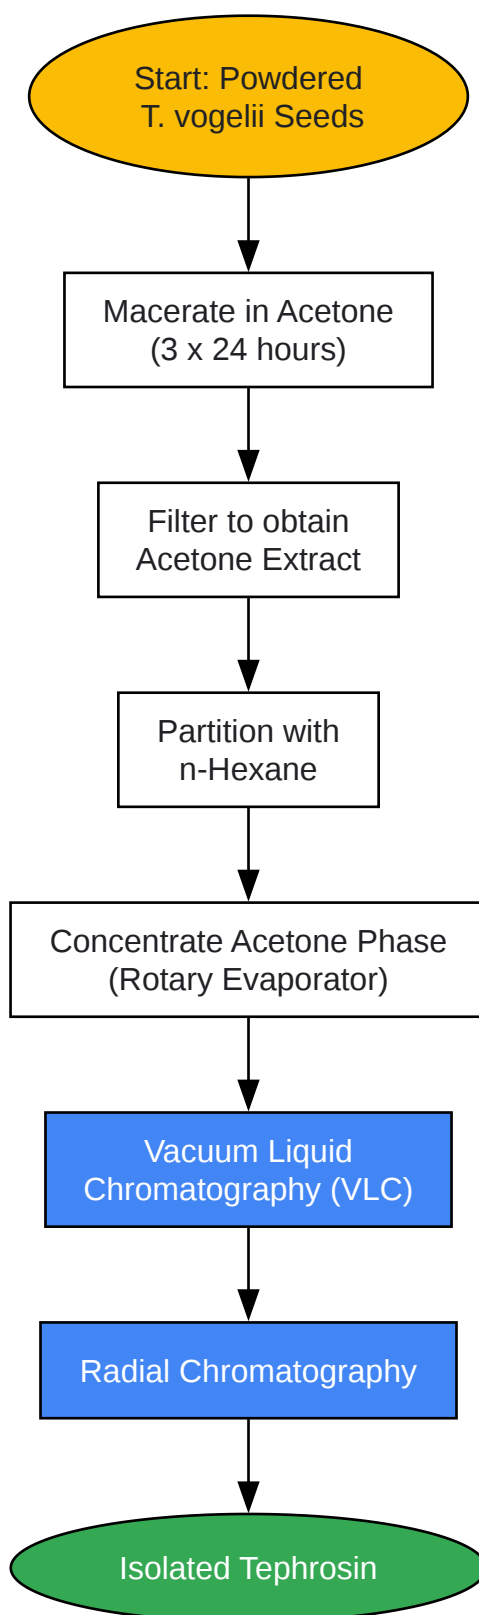 Start: Powdered
T. vogelii Seeds
Macerate in Acetone
(3 x 24 hours)
Filter to obtain
Acetone Extract
Partition with
n-Hexane
Concentrate Acetone Phase
(Rotary Evaporator)
Vacuum Liquid
Chromatography (VLC)
Radial Chromatography
Isolated Tephrosin